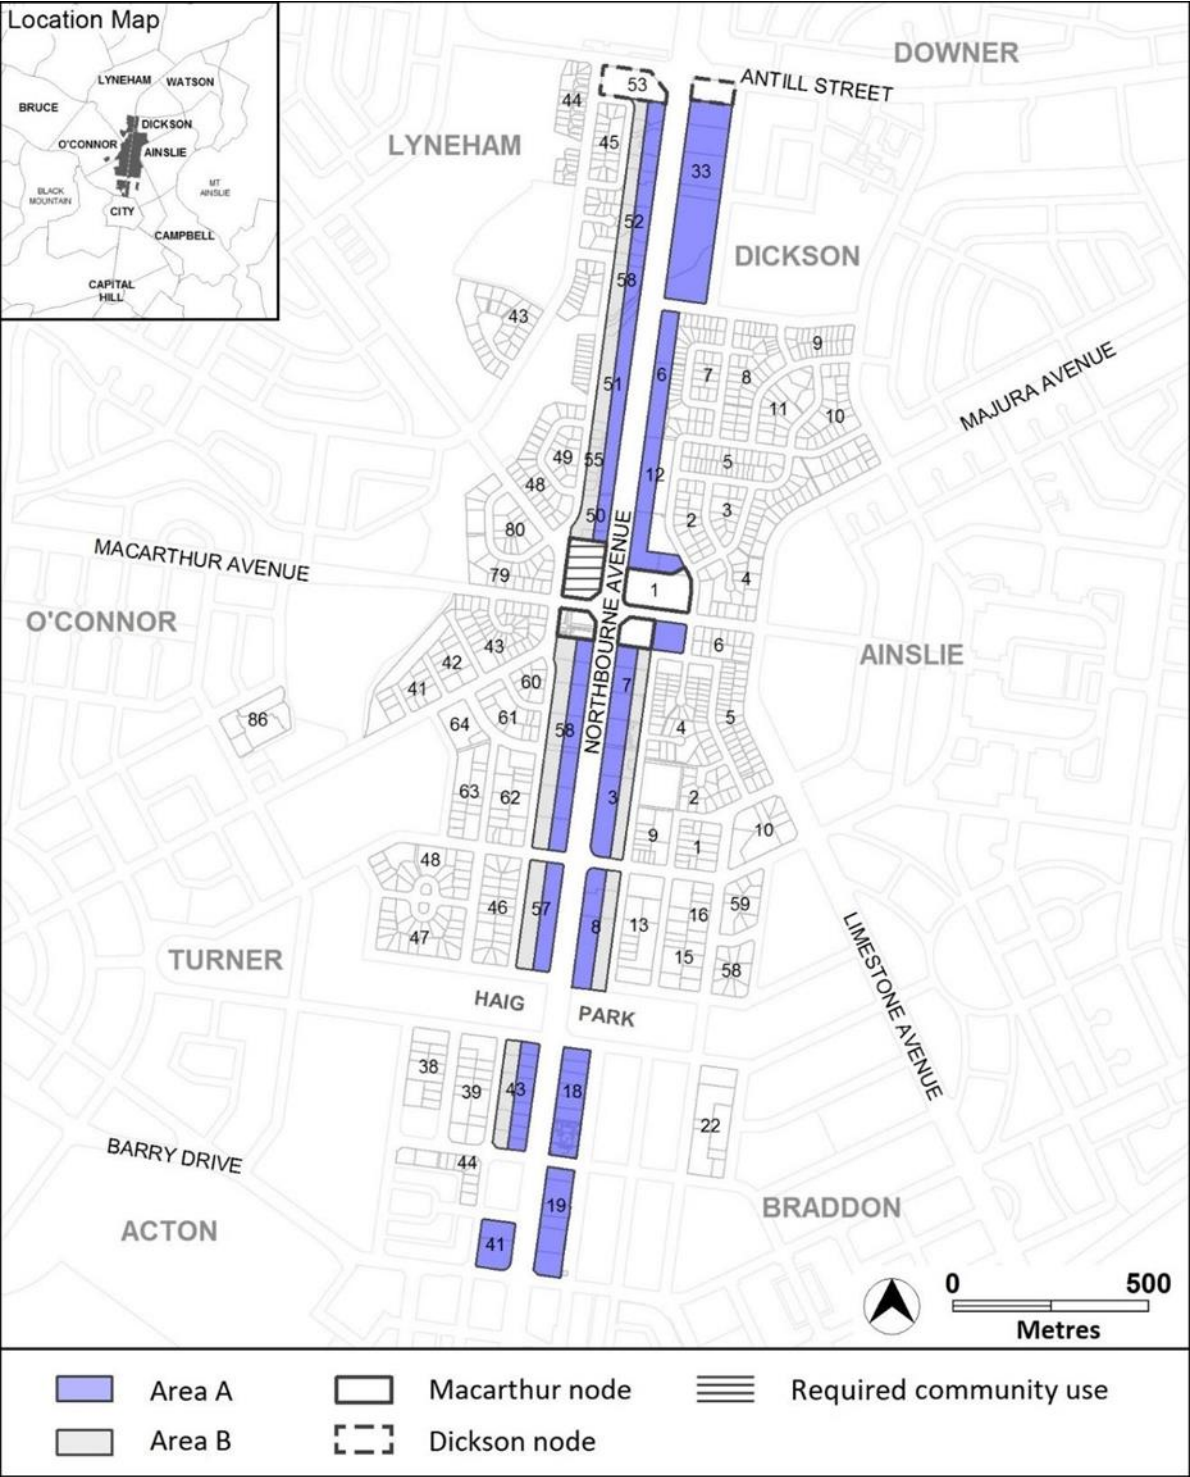 Location Map
LYNEHAM
WATSON
BRUCE
DICKSON
O'CONNOR
AINSLIE
BLACK
MOUNTAIN
MT
AINSLIE
CITY
CAMPBELL
CAPITAL
HILL
DOWNER
ANTILL STREET
53
44
LYNEHAM
45
33
52
DICKSON
58
43
9
6
7
8
51
11
10
MAJURA AVENUE
49
55
5
12
48
3
50
2
80
MACARTHUR AVENUE
79
4
1
NORTHBOURNE AVENUE
O'CONNOR
43
6
AINSLIE
42
60
7
41
86
64
61
58
4
5
63
62
3
2
9
1
10
48
46
57
8
13
16
59
47
15
58
TURNER
LIMESTONE AVENUE
HAIG
PARK
38
39
43
18
22
BARRY DRIVE
44
19
BRADDON
ACTON
41
0
500
Metres
Area A
Macarthur node
Required community use
Area B
Dickson node